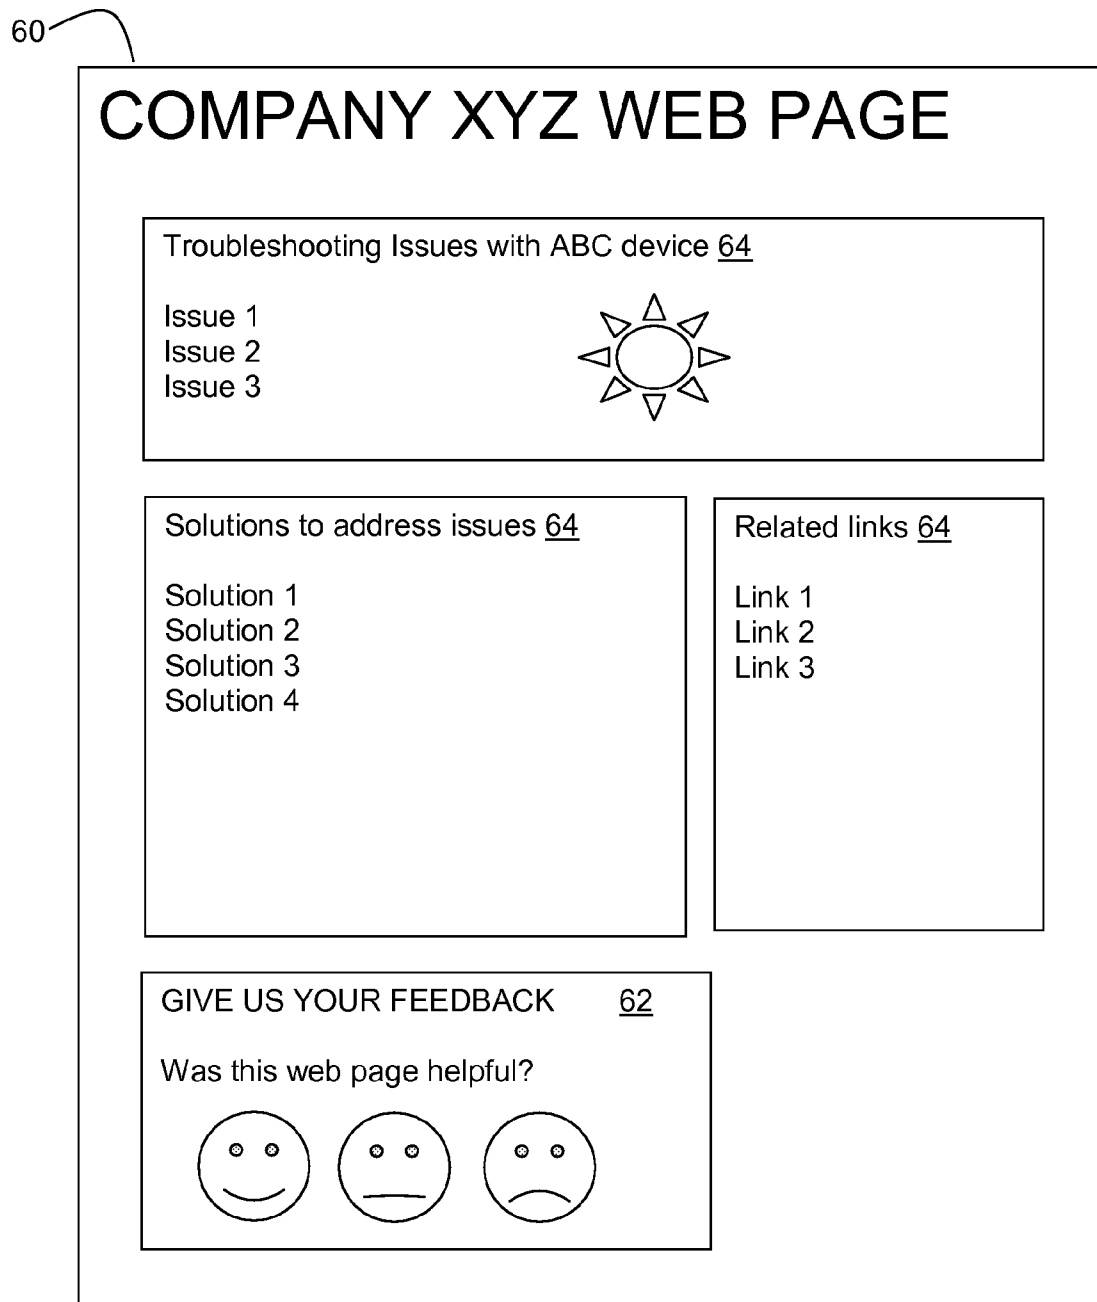 60
COMPANY XYZ WEB PAGE
Troubleshooting Issues with ABC device 64
Issue 1
Issue 2
Issue 3
Solutions to address issues 64
Solution 1
Solution 2
Solution 3
Solution 4
Related links 64
Link 1
Link 2
Link 3
GIVE US YOUR FEEDBACK 62
Was this web page helpful?